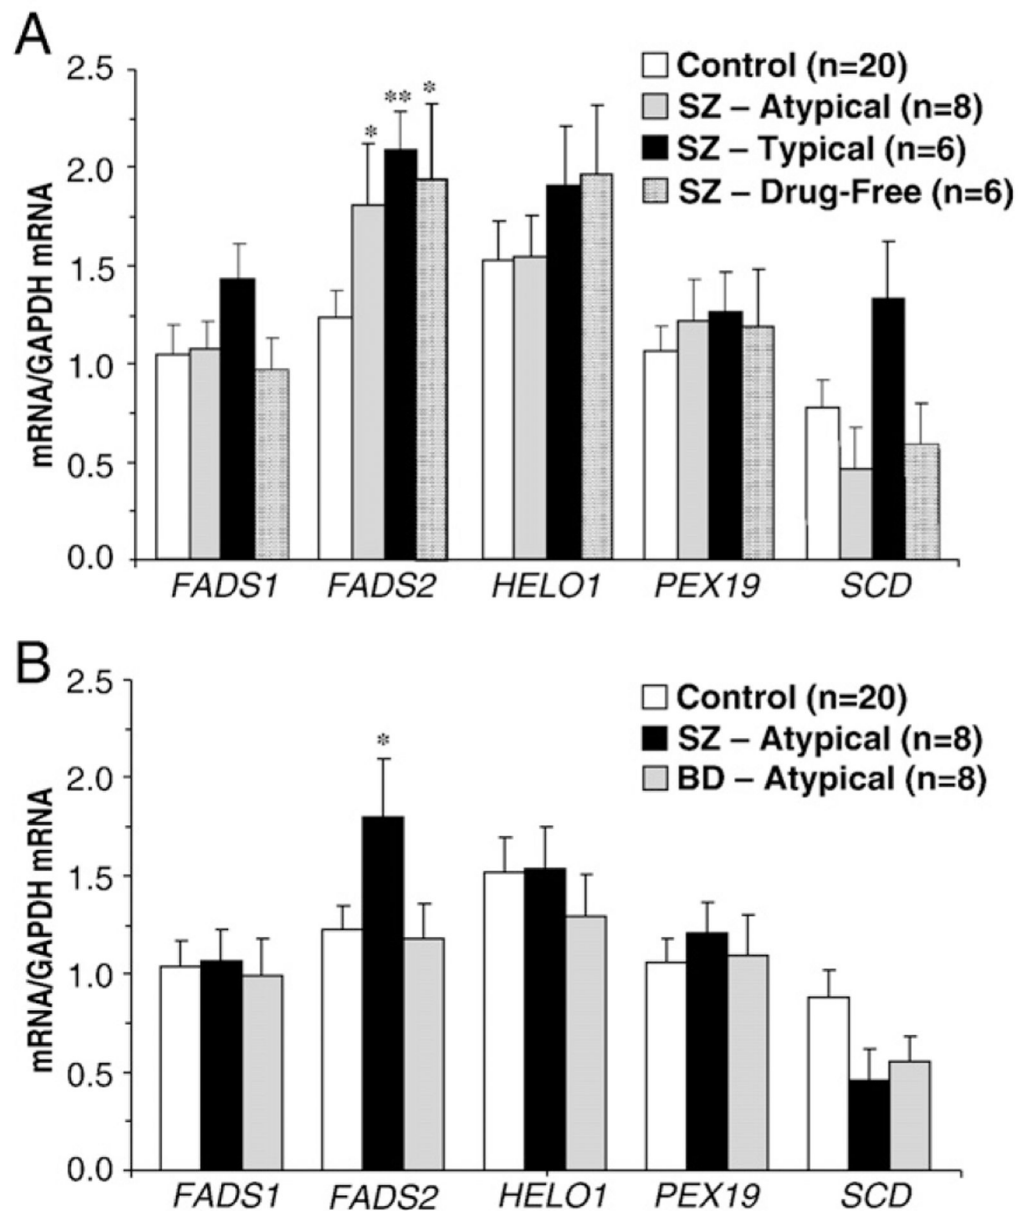 A
mRNA/GAPDH mRNA
2.5
2.0
1.5
1.0
0.5
0.0
* ** *
Control (n=20)
SZ – Atypical (n=8)
SZ – Typical (n=6)
SZ – Drug-Free (n=6)
FADS1 FADS2 HELO1 PEX19 SCD
B
mRNA/GAPDH mRNA
2.5
2.0
1.5
1.0
0.5
0.0
*
Control (n=20)
SZ – Atypical (n=8)
BD – Atypical (n=8)
FADS1 FADS2 HELO1 PEX19 SCD